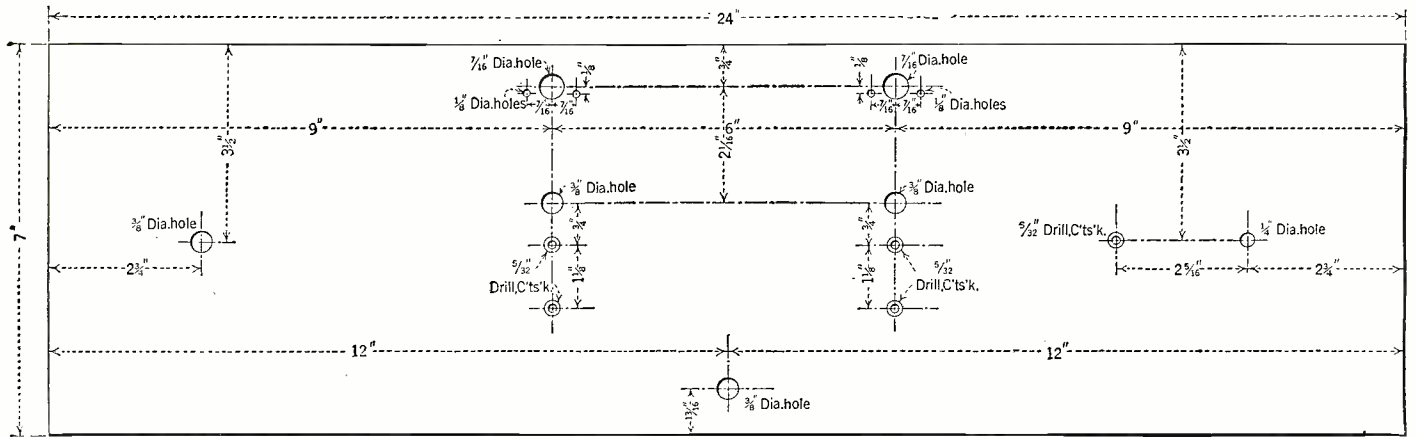 24"
7/16" Dia.hole
1/8"
3/4"
1/8"
7/16" Dia.hole
1/8" Dia.holes
7/16" 7/16"
7/16" 7/16"
1/8" Dia.holes
9"
6"
9"
3 1/2"
2 1/16"
3 1/2"
7"
3/8" Dia.hole
3/8" Dia.hole
3/8" Dia.hole
3/4"
3/4"
5/32" Drill,C'ts'k.
1/4" Dia.hole
2 3/4"
5/32"
Drill,C'ts'k.
1 1/8"
1 1/8"
5/32"
Drill,C'ts'k.
2 5/16"
2 3/4"
12"
12"
13/16"
3/8" Dia.hole